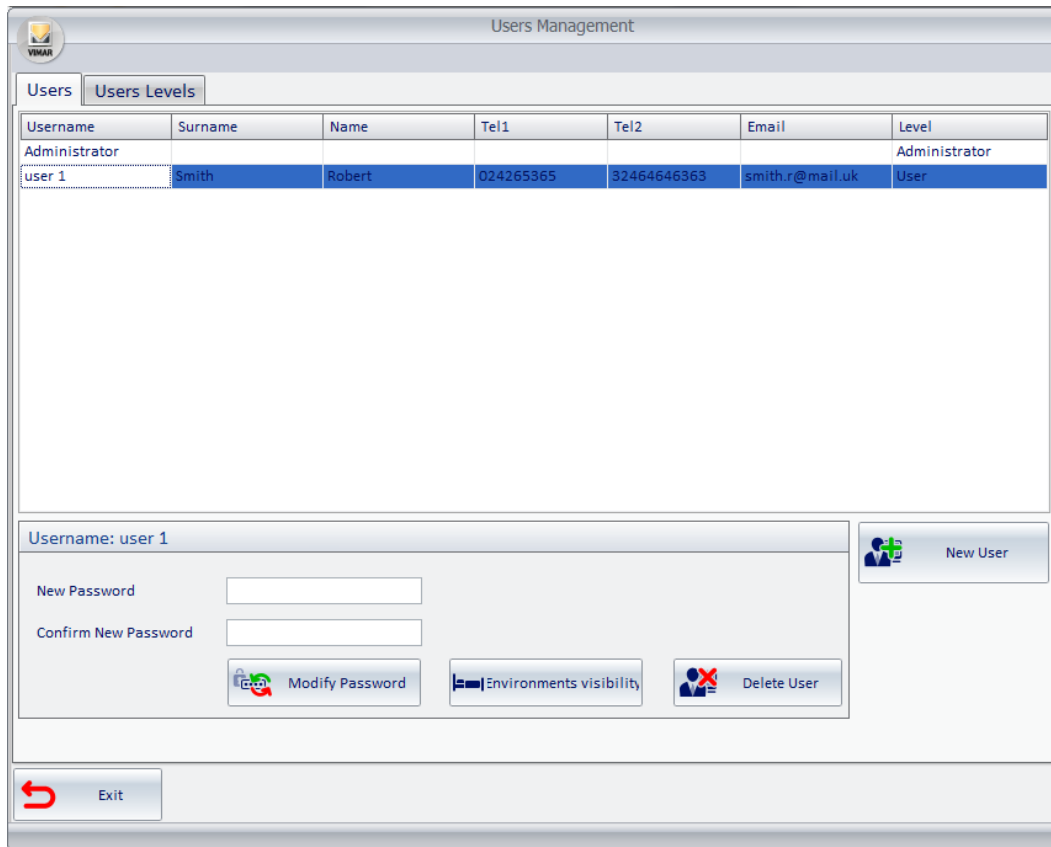 Users Management
VIMAR
Users Users Levels
Username Surname Name Tel1 Tel2 Email Level
Administrator Administrator
user 1 Smith Robert 024265365 32464646363 smith.r@mail.uk User
Username: user 1
New User
New Password
Confirm New Password
Modify Password Environments visibility Delete User
Exit